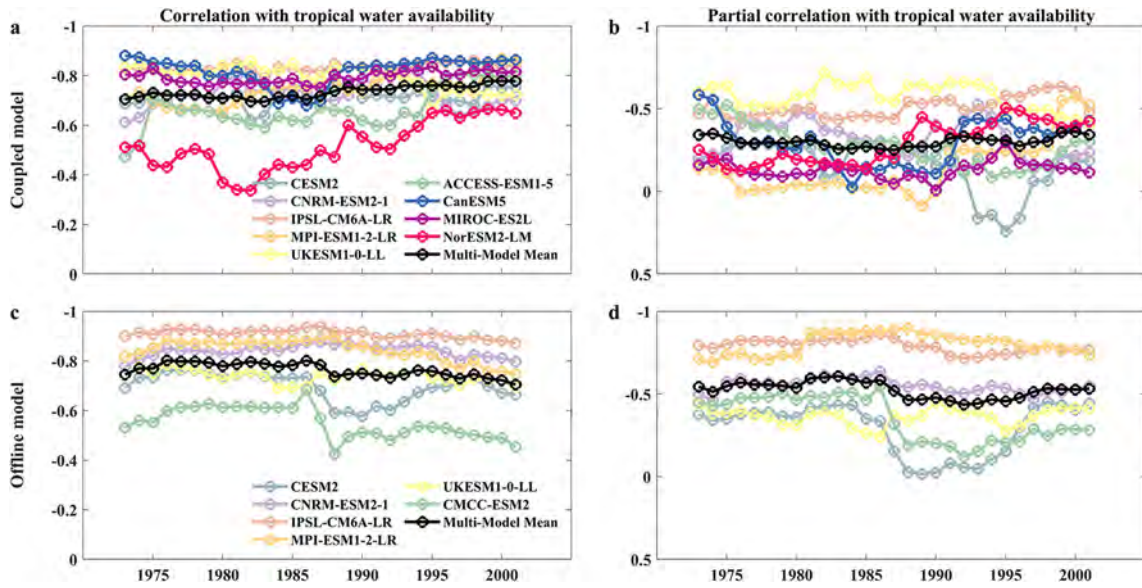 Correlation with tropical water availability
Partial correlation with tropical water availability
a
b
Coupled model
-1
-0.8
-0.6
-0.4
-0.2
0
CESM2
CNRM-ESM2-1
IPSL-CM6A-LR
MPI-ESM1-2-LR
UKESM1-0-LL
ACCESS-ESM1-5
CanESM5
MIROC-ES2L
NorESM2-LM
Multi-Model Mean
-1
-0.5
0
0.5
c
d
Offline model
-1
-0.8
-0.6
-0.4
-0.2
0
CESM2
CNRM-ESM2-1
IPSL-CM6A-LR
MPI-ESM1-2-LR
UKESM1-0-LL
CMCC-ESM2
Multi-Model Mean
1975 1980 1985 1990 1995 2000
-1
-0.5
0
0.5
1975 1980 1985 1990 1995 2000